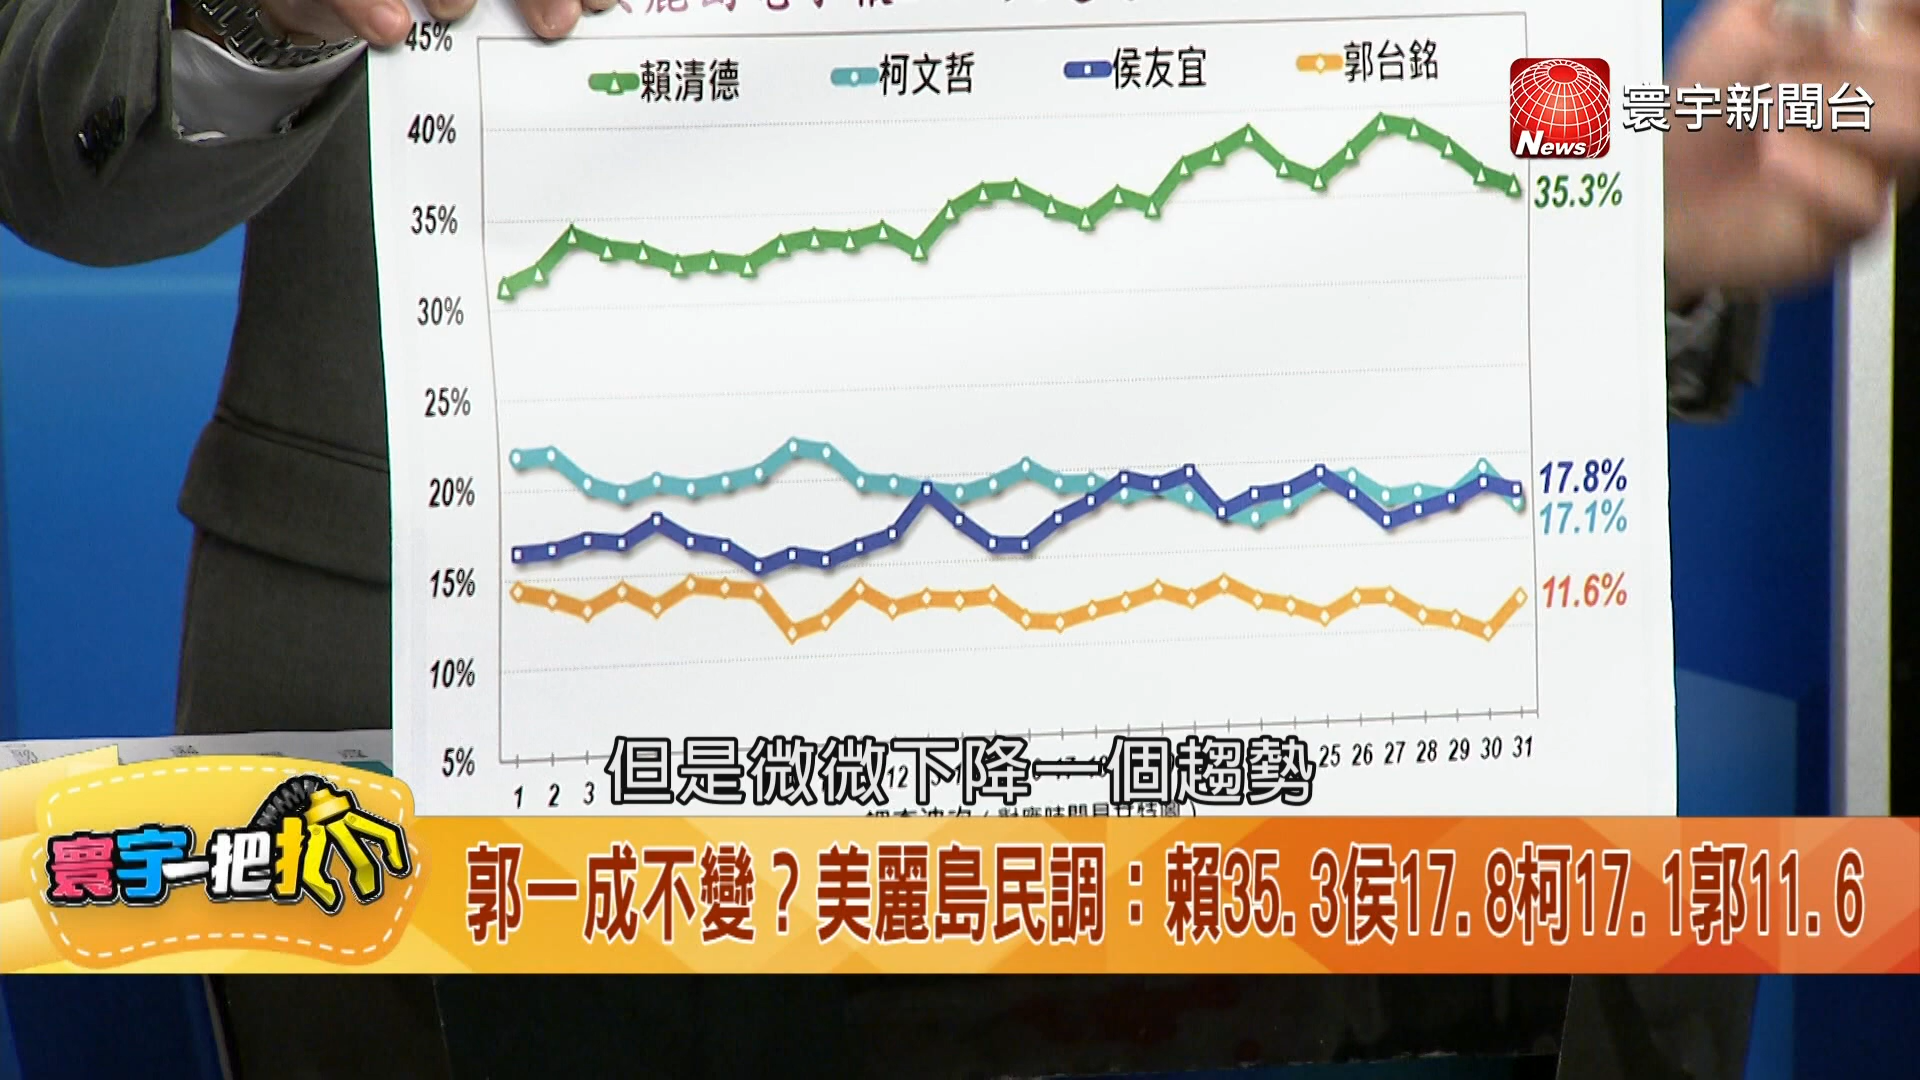 45%
賴清德 柯文哲 侯友宜 郭台銘
寰宇新聞台
News
40%
35%
35.3%
30%
25%
20%
17.8%
17.1%
15%
11.6%
10%
5%
1 2 3 12 25 26 27 28 29 30 31
但是微微下降一個趨勢
寰宇一把抓
郭一成不變？美麗島民調：賴35.3侯17.8柯17.1郭11.6